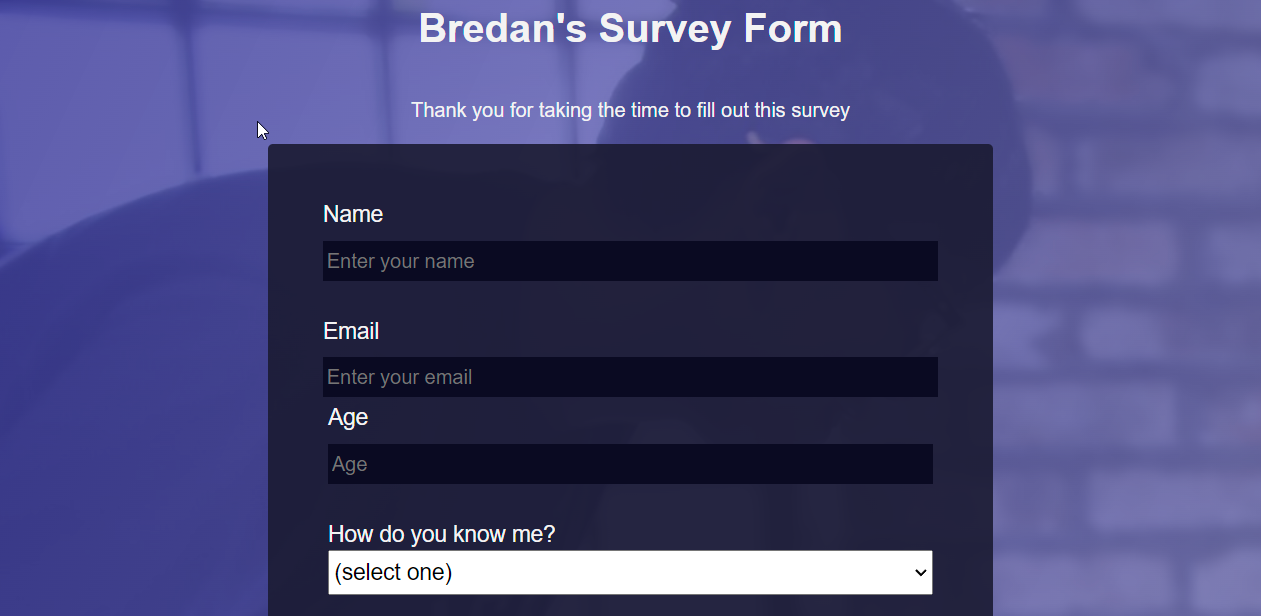 Bredan's Survey Form
Thank you for taking the time to fill out this survey
Name
Enter your name
Email
Enter your email
Age
Age
How do you know me?
(select one)